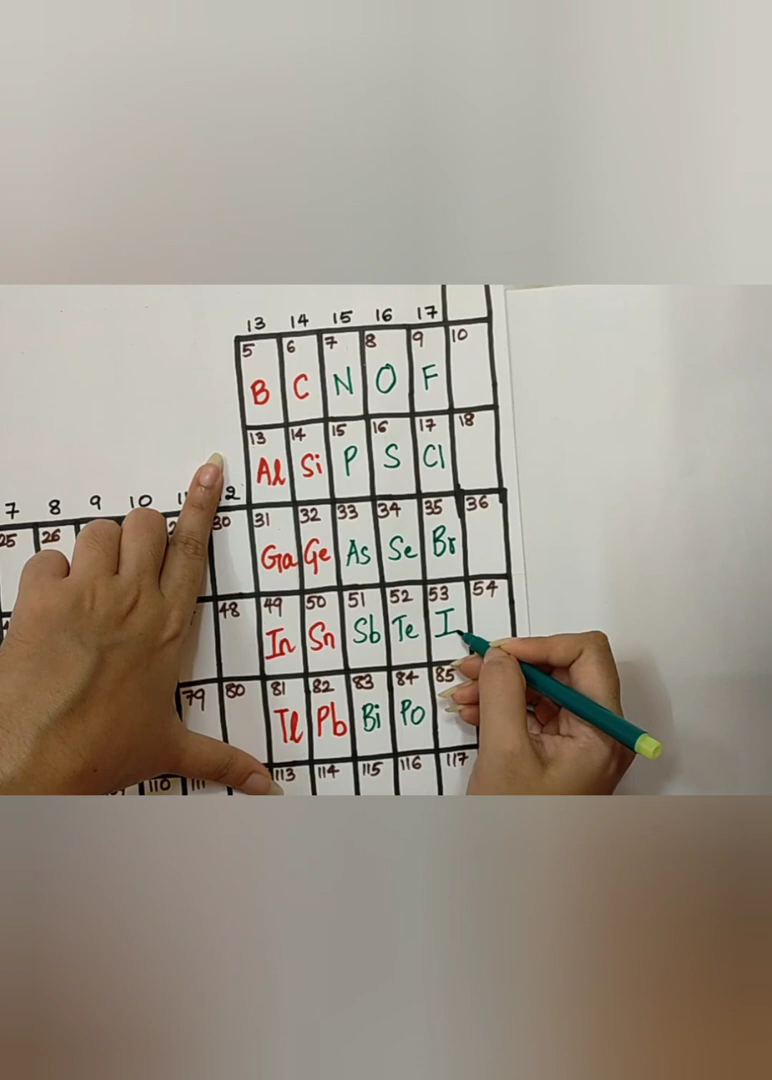 13 14 15 16 17
5 6 7 8 9 10
B C N O F
13 14 15 16 17 18
Al Si P S Cl
7 8 9 10
25 26 30 31 32 33 34 35 36
Ga Ge As Se Br
48 49 50 51 52 53 54
In Sn Sb Te I
79 80 81 82 83 84 85
Tl Pb Bi Po
110 111 113 114 115 116 117